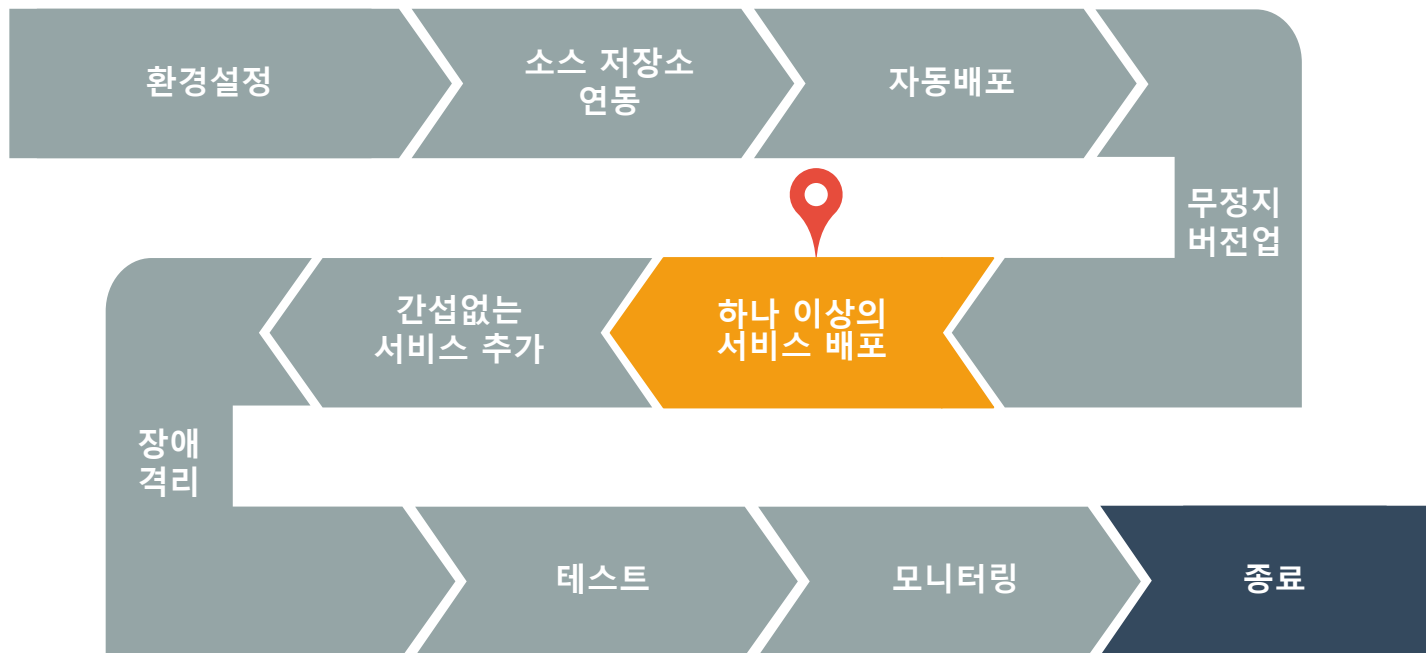 환경설정
소스 저장소
연동
자동배포
무정지
버전업
하나 이상의
서비스 배포
간섭없는
서비스 추가
장애
격리
테스트
모니터링
종료